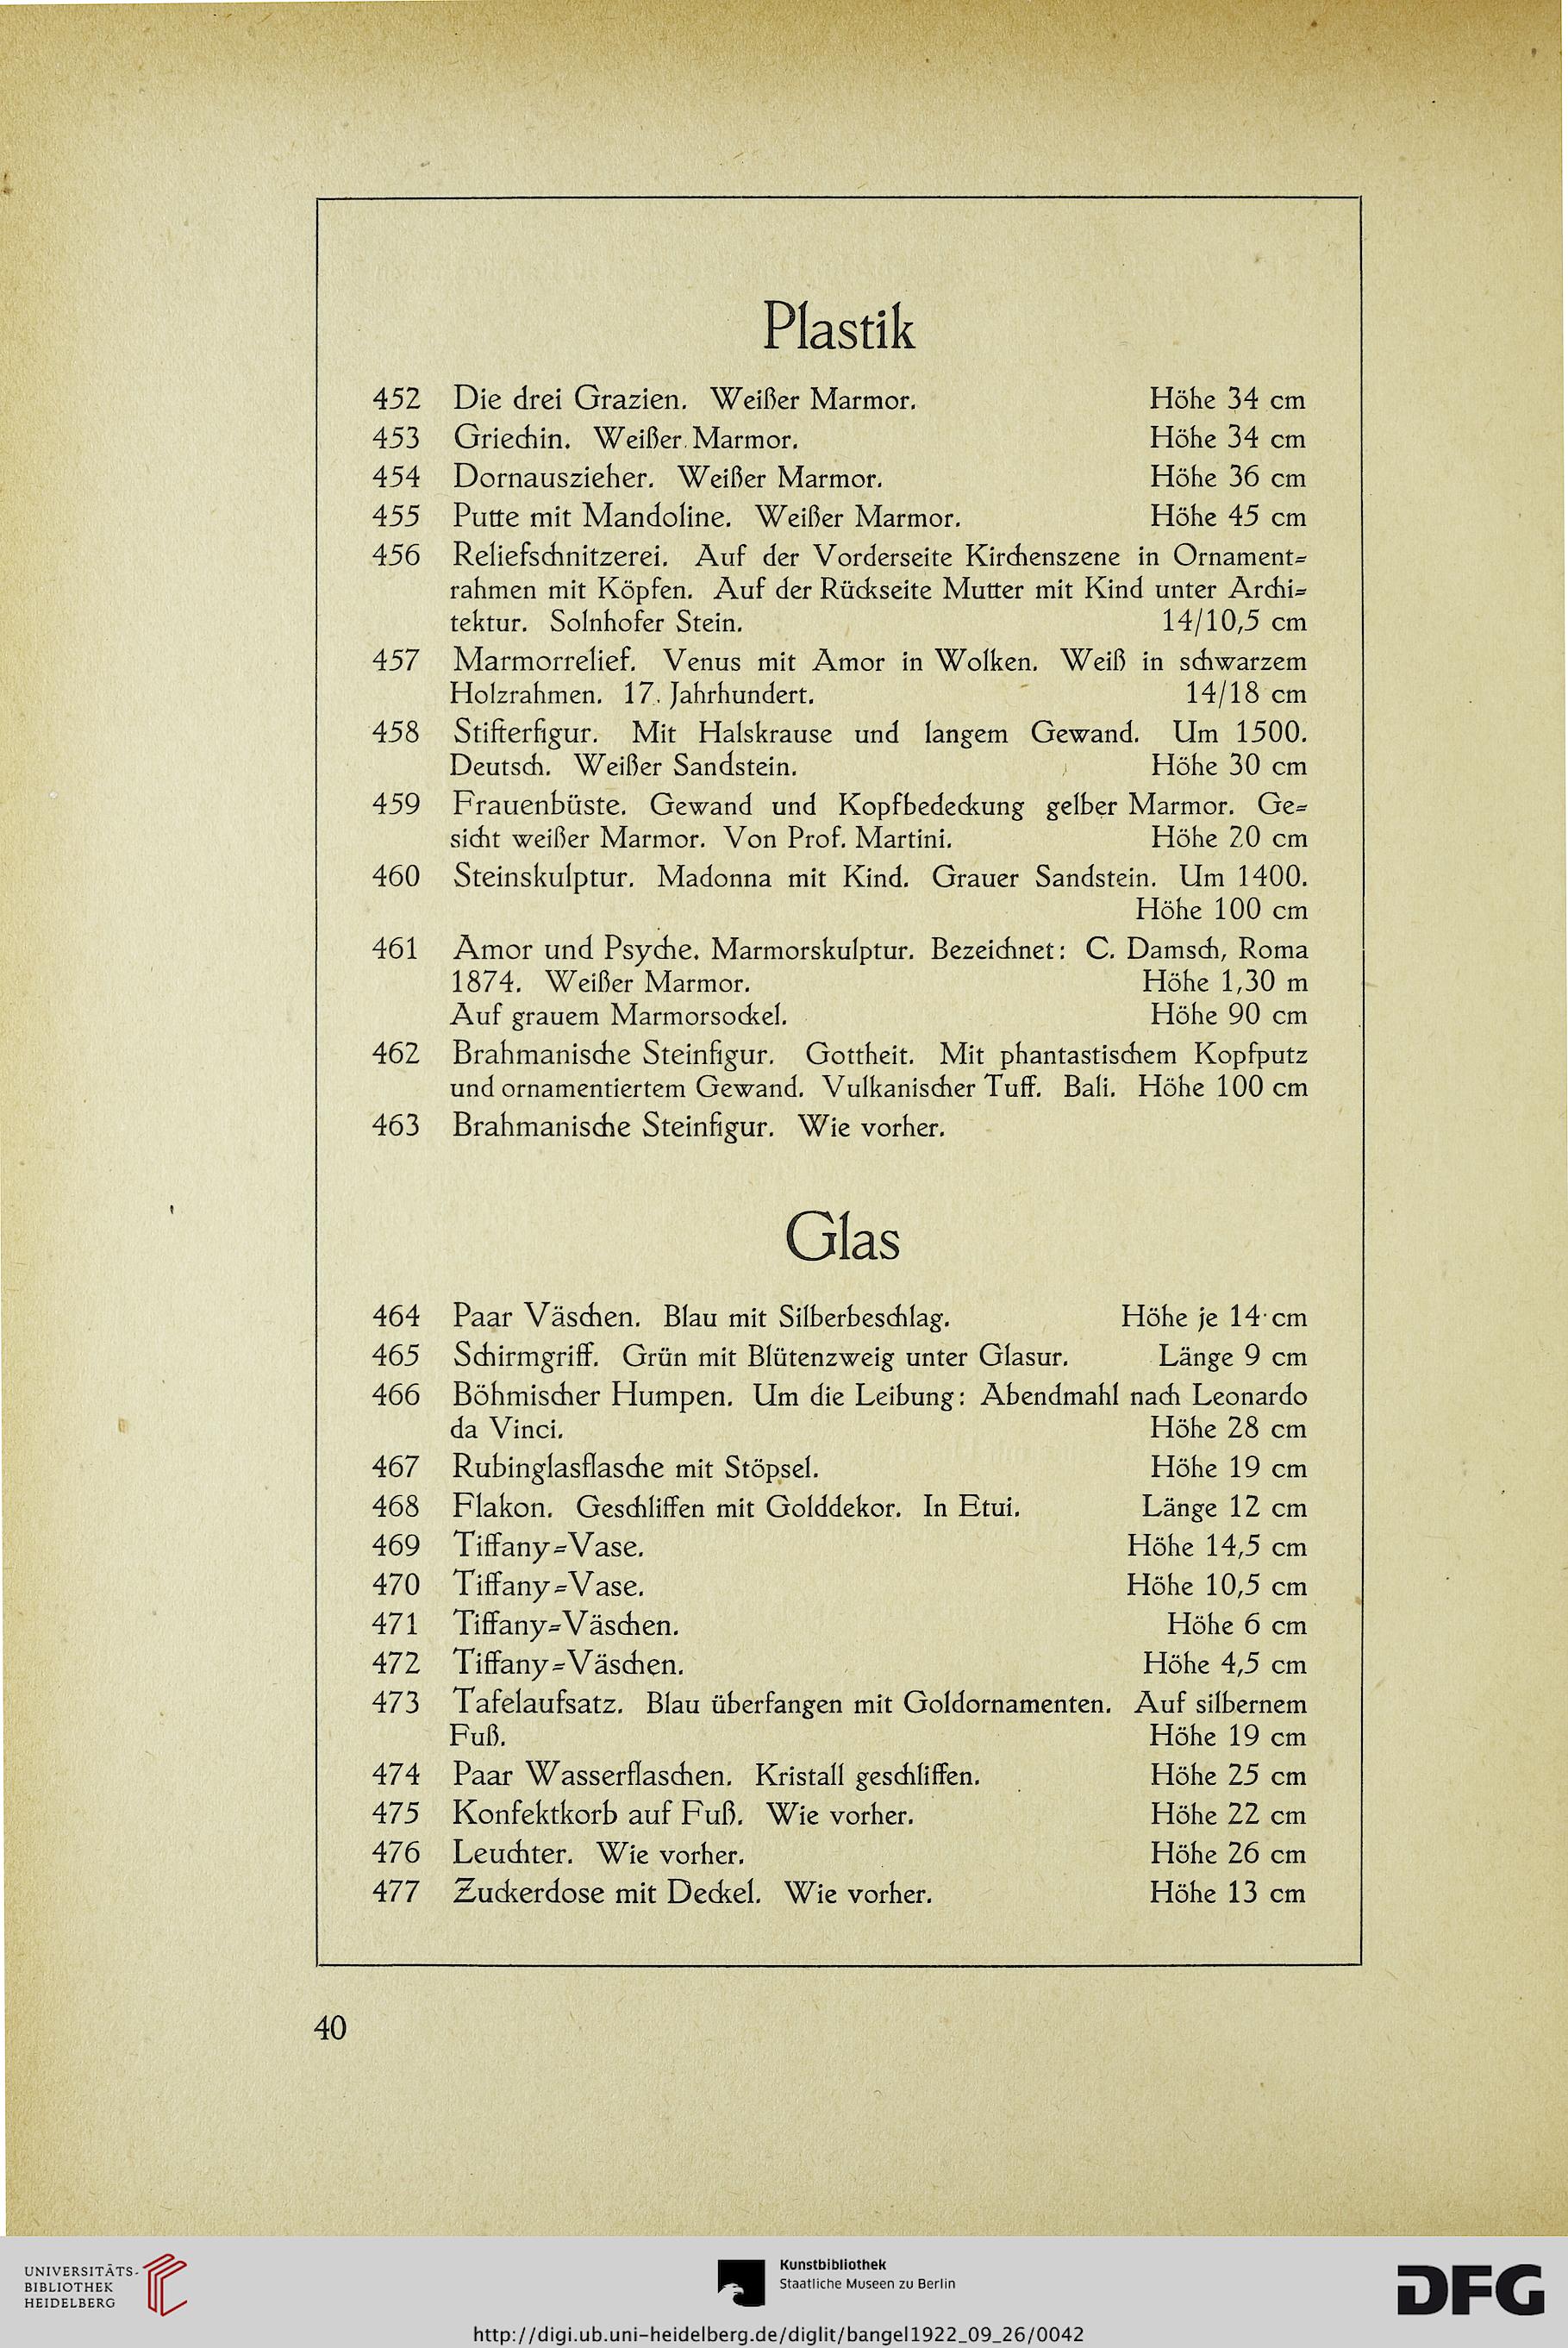 Plastik
452 Die drei Grazien. Weißer Marmor. Höhe 34 cm
453 Griechin. Weißer Marmor. Höhe 34 cm
454 Dornauszieher. Weißer Marmor. Höhe 36 cm
455 Putte mit Mandoline. Weißer Marmor. Höhe 45 cm
456 Reliefschnitzerei. Auf der Vorderseite Kirchenszene in Ornament-
rahmen mit Köpfen. Auf der Rückseite Mutter mit Kind unter Archi-
tektur. Solnhofer Stein. 14/10,5 cm
457 Marmorrelief. Venus mit Amor in Wolken. Weiß in schwarzem
Holzrahmen. 17. Jahrhundert. 14/18 cm
458 Stifterfigur. Mit Halskrause und langem Gewand. Um 1500.
Deutsch. Weißer Sandstein. Höhe 30 cm
459 Frauenbüste. Gewand und Kopfbedeckung gelber Marmor. Ge-
sicht weißer Marmor. Von Prof. Martini. Höhe 20 cm
460 Steinskulptur. Madonna mit Kind. Grauer Sandstein. Um 1400.
Höhe 100 cm
461 Amor und Psyche. Marmorskulptur. Bezeichnet: C. Damsch, Roma
1874. Weißer Marmor. Höhe 1,30 m
Auf grauem Marmorsockel. Höhe 90 cm
462 Brahmanische Steinfigur. Gottheit. Mit phantastischem Kopfputz
und ornamentiertem Gewand. Vulkanischer Tuff. Bali. Höhe 100 cm
463 Brahmanische Steinfigur. Wie vorher.
Glas
464 Paar Väschen. Blau mit Silberbeschlag. Höhe je 14 cm
465 Schirmgriff. Grün mit Blütenzweig unter Glasur. Länge 9 cm
466 Böhmischer Humpen. Um die Leibung: Abendmahl nach Leonardo
da Vinci. Höhe 28 cm
467 Rubinglasflasche mit Stöpsel. Höhe 19 cm
468 Flakon. Geschliffen mit Golddekor. In Etui. Länge 12 cm
469 Tiffany-Vase. Höhe 14,5 cm
470 Tiffany-Vase. Höhe 10,5 cm
471 Tiffany-Väschen. Höhe 6 cm
472 Tiffany-Väschen. Höhe 4,5 cm
473 Tafelaufsatz. Blau überfangen mit Goldornamenten. Auf silbernem
Fuß. Höhe 19 cm
474 Paar Wasserflaschen. Kristall geschliffen. Höhe 25 cm
475 Konfektkorb auf Fuß. Wie vorher. Höhe 22 cm
476 Leuchter. Wie vorher. Höhe 26 cm
477 Zuckerdose mit Deckel. Wie vorher. Höhe 13 cm
40
UNIVERSITÄTS-
BIBLIOTHEK
HEIDELBERG
Kunstbibliothek
Staatliche Museen zu Berlin
DFG
http://digi.ub.uni-heidelberg.de/diglit/bangel1922_09_26/0042